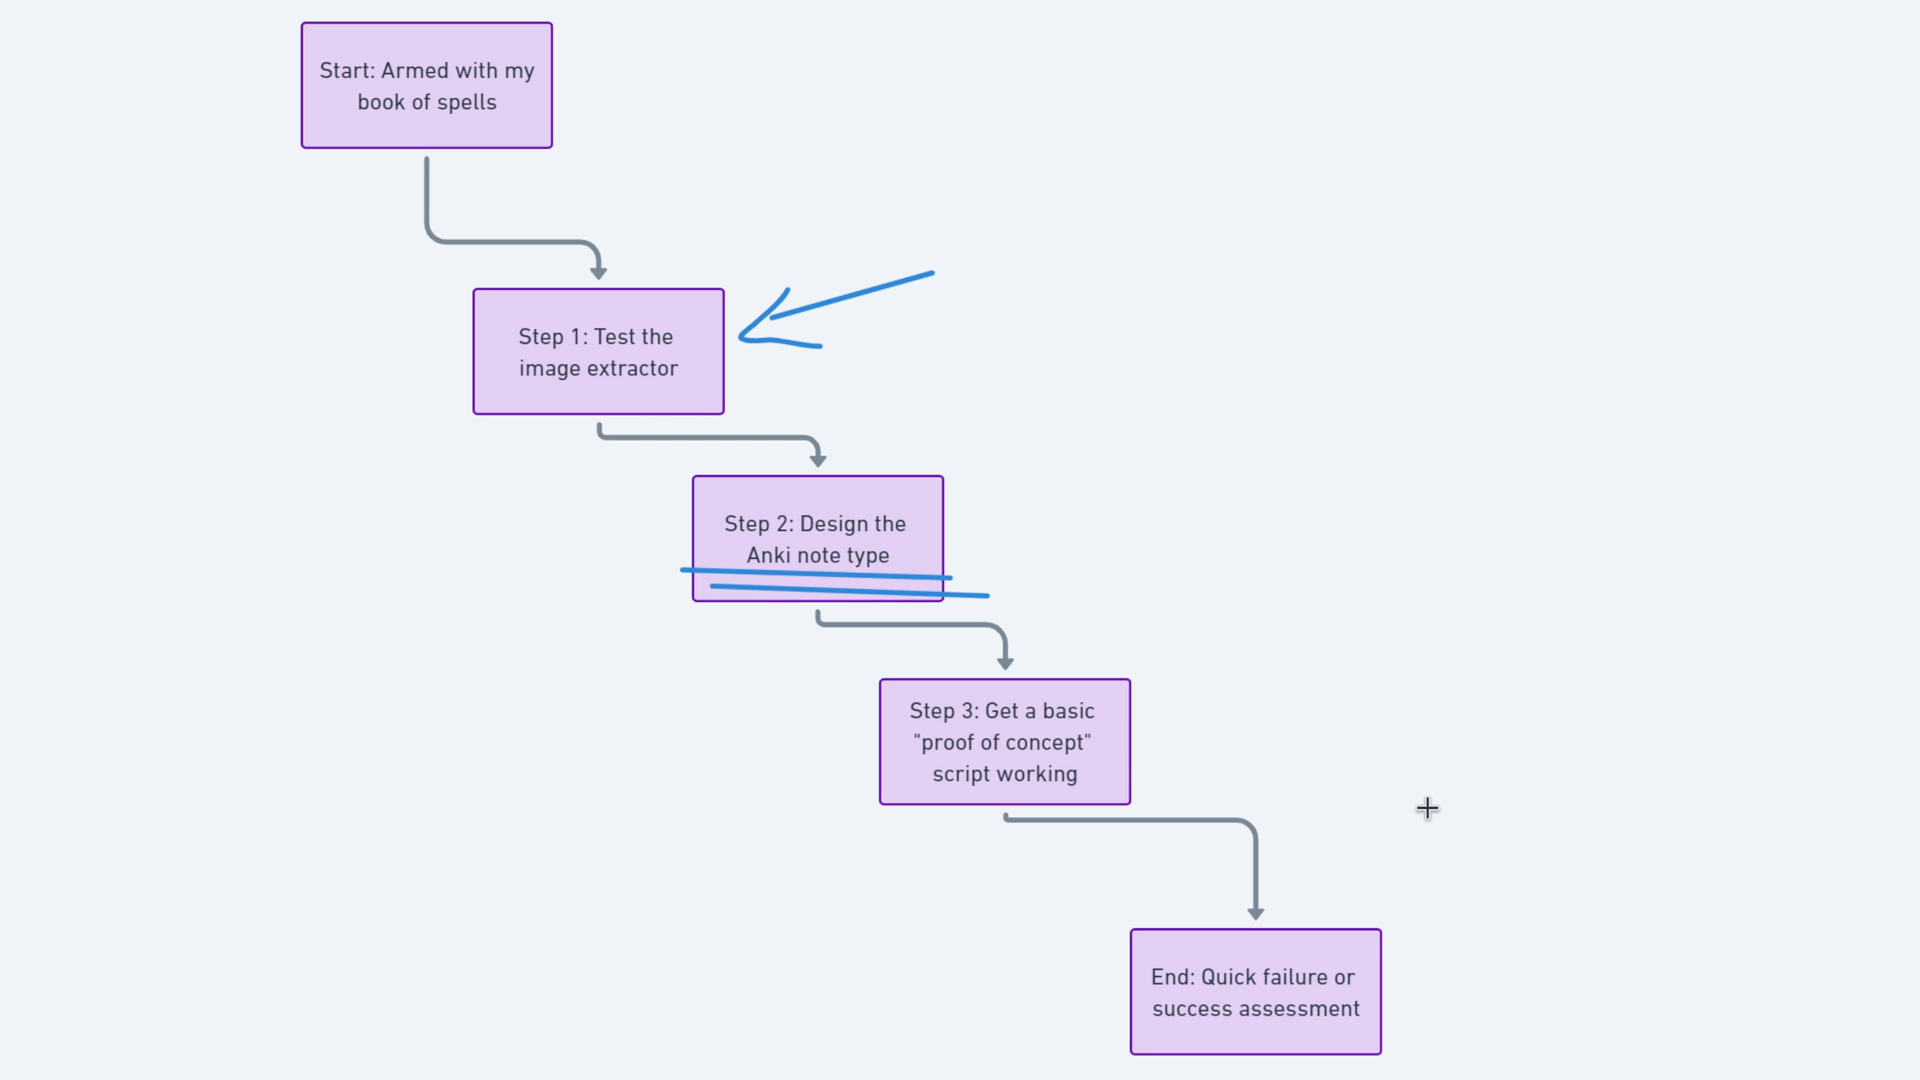 Start: Armed with my
book of spells
Step 1: Test the
image extractor
Step 2: Design the
Anki note type
Step 3: Get a basic
"proof of concept"
script working
End: Quick failure or
success assessment